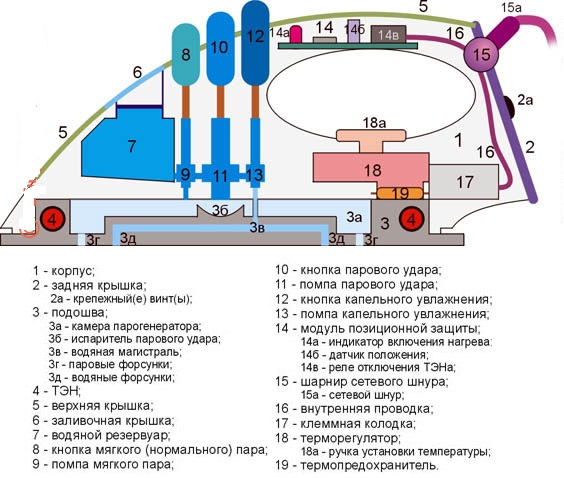 5
15а
12
14а
14
14б
14в
16
10
8
15
6
2а
5
18а
1
7
9
11
13
18
16
2
17
19
3б
3а
4
3в
4
3
3г
3д
3д
3г
1 - корпус;
2 - задняя крышка;
2а - крепежный(е) винт(ы);
3 - подошва;
3а - камера парогенератора;
3б - испаритель парового удара;
3в - водяная магистраль;
3г - паровые форсунки;
3д - водяные форсунки;
4 - ТЭН;
5 - верхняя крышка;
6 - заливочная крышка;
7 - водяной резервуар;
8 - кнопка мягкого (нормального) пара;
9 - помпа мягкого пара;
10 - кнопка парового удара;
11 - помпа парового удара;
12 - кнопка капельного увлажнения;
13 - помпа капельного увлажнения;
14 - модуль позиционной защиты;
14а - индикатор включения нагрева;
14б - датчик положения;
14в - реле отключения ТЭНа;
15 - шарнир сетевого шнура;
15а - сетевой шнур;
16 - внутренняя проводка;
17 - клеммная колодка;
18 - терморегулятор;
18а - ручка установки температуры;
19 - термопредохранитель.